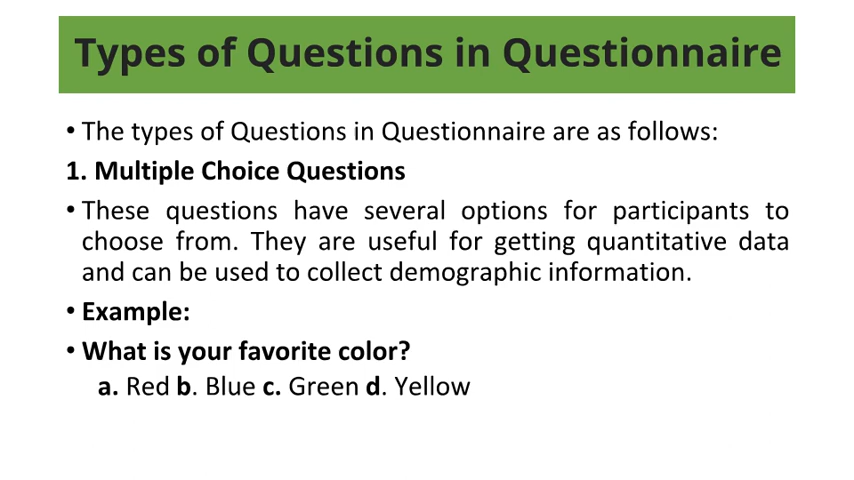 Types of Questions in Questionnaire
• The types of Questions in Questionnaire are as follows:
1. Multiple Choice Questions
• These questions have several options for participants to
choose from. They are useful for getting quantitative data
and can be used to collect demographic information.
• Example:
• What is your favorite color?
a. Red b. Blue c. Green d. Yellow